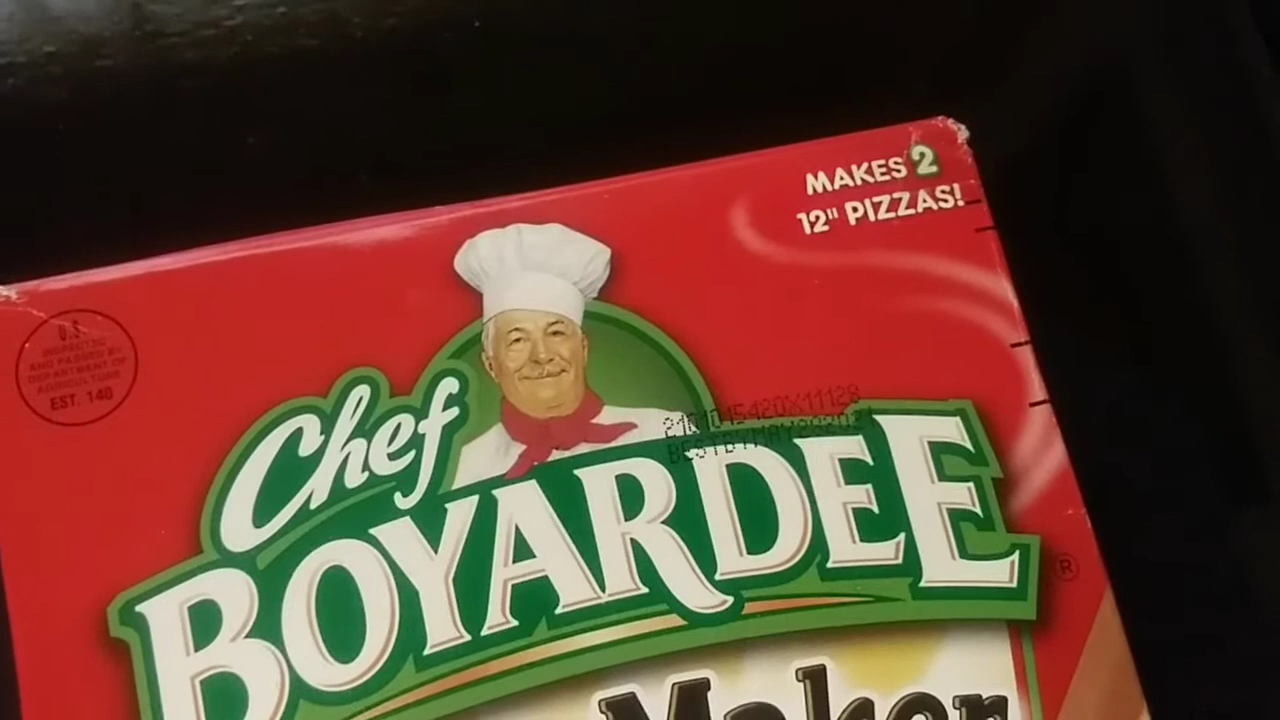 MAKES 2
12" PIZZAS!
U.S.
INSPECTED
AND PASSED BY
DEPARTMENT OF
AGRICULTURE
EST. 140
Chef
BOYARDEE
®
Maker